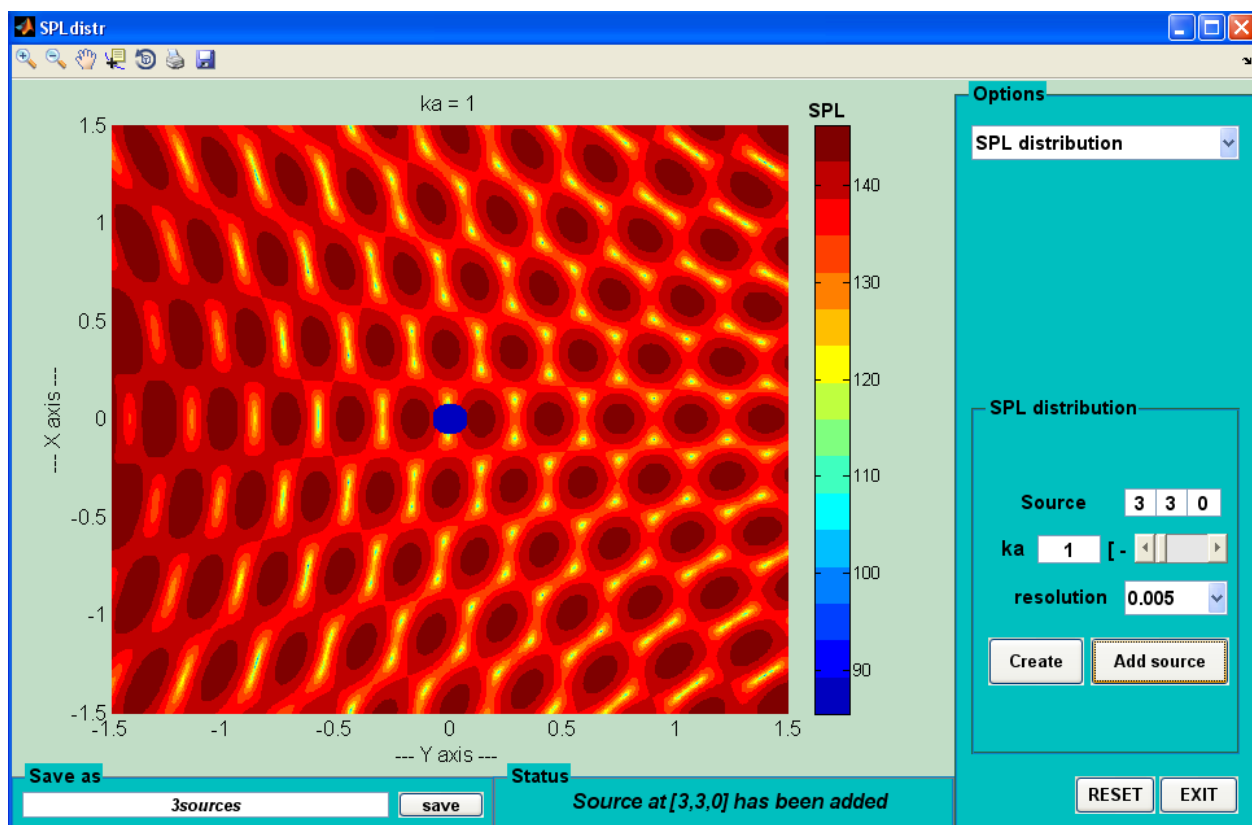 SPLdistr
Options
ka = 1
SPL
SPL distribution
1.5
1
0.5
0
-0.5
-1
-1.5
--- X axis ---
-1.5 -1 -0.5 0 0.5 1 1.5
--- Y axis ---
140
130
120
110
100
90
SPL distribution
Source 3 3 0
ka 1 [ -
resolution 0.005
Create Add source
Save as
3sources save
Status
Source at [3,3,0] has been added
RESET EXIT